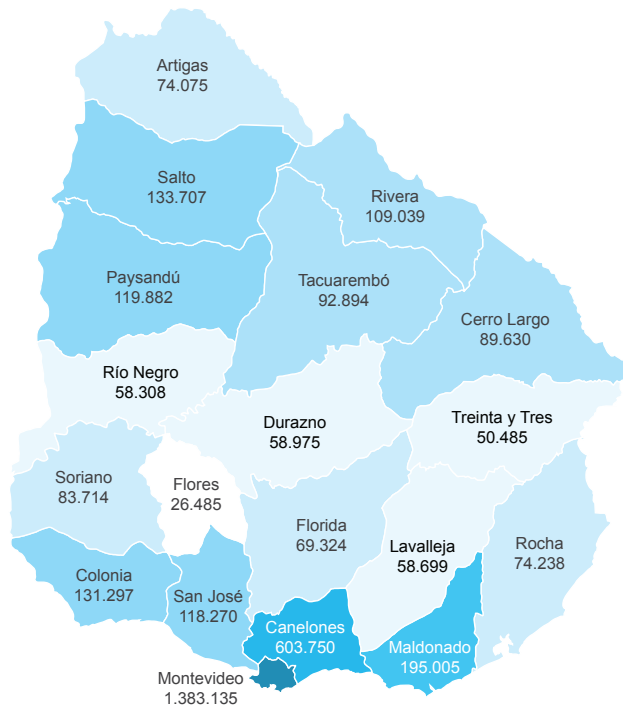 Artigas
74.075
Salto
133.707
Rivera
109.039
Paysandú
119.882
Tacuarembó
92.894
Cerro Largo
89.630
Río Negro
58.308
Durazno
58.975
Treinta y Tres
50.485
Soriano
83.714
Flores
26.485
Florida
69.324
Lavalleja
58.699
Rocha
74.238
Colonia
131.297
San José
118.270
Canelones
603.750
Maldonado
195.005
Montevideo
1.383.135